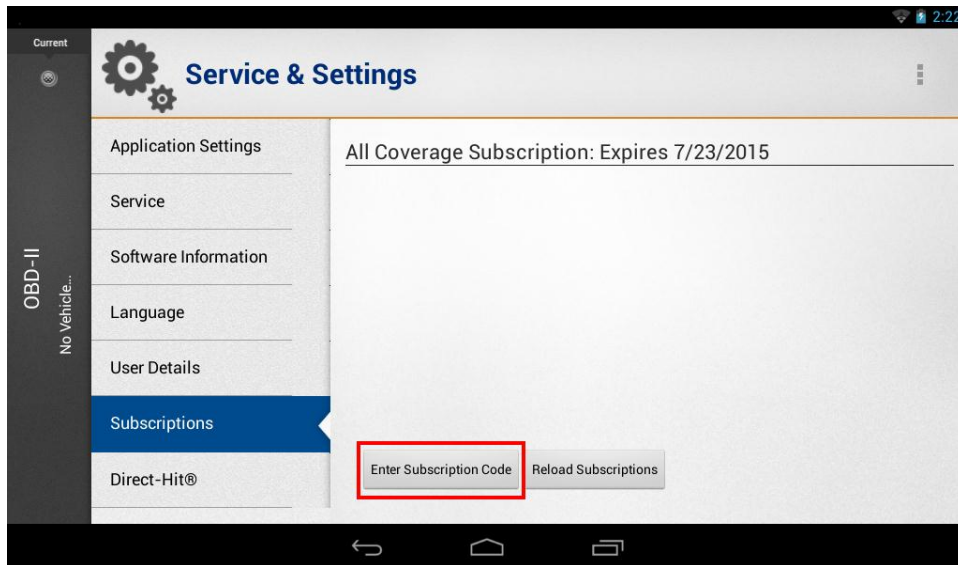 2:22
Current
Service & Settings
OBD-II
No Vehicle...
Application Settings
Service
Software Information
Language
User Details
Subscriptions
Direct-Hit®
All Coverage Subscription: Expires 7/23/2015
Enter Subscription Code
Reload Subscriptions